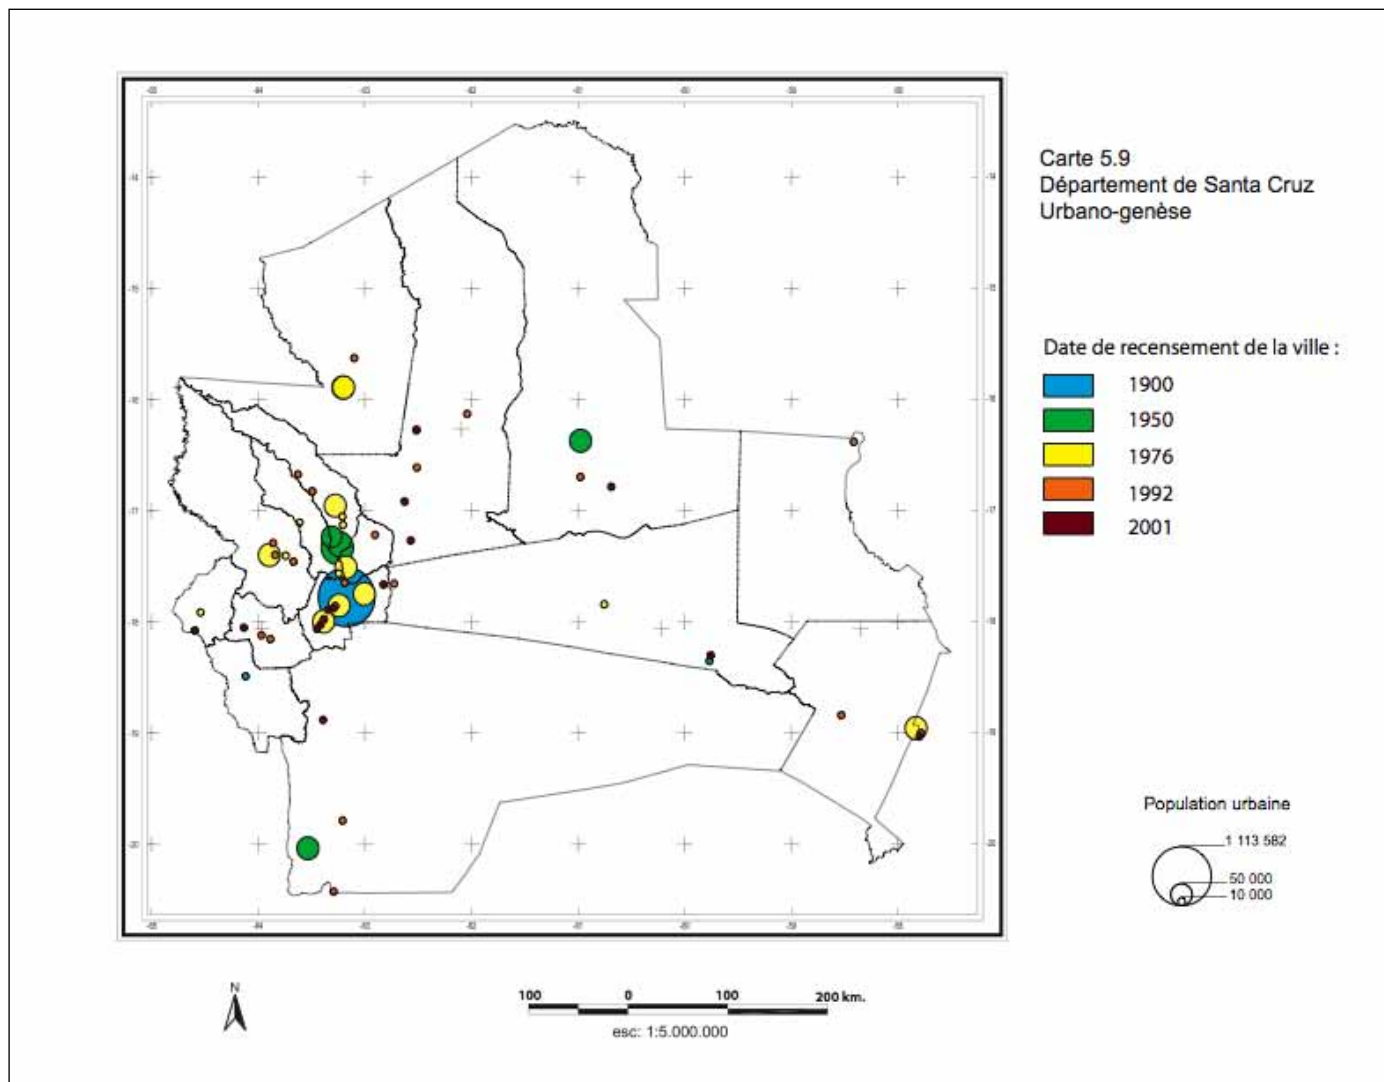 Carte 5.9
Département de Santa Cruz
Urbano-genèse
Date de recensement de la ville :
1900
1950
1976
1992
2001
Population urbaine
1 113 582
50 000
10 000
N
100 0 100 200 km.
esc: 1:5.000.000